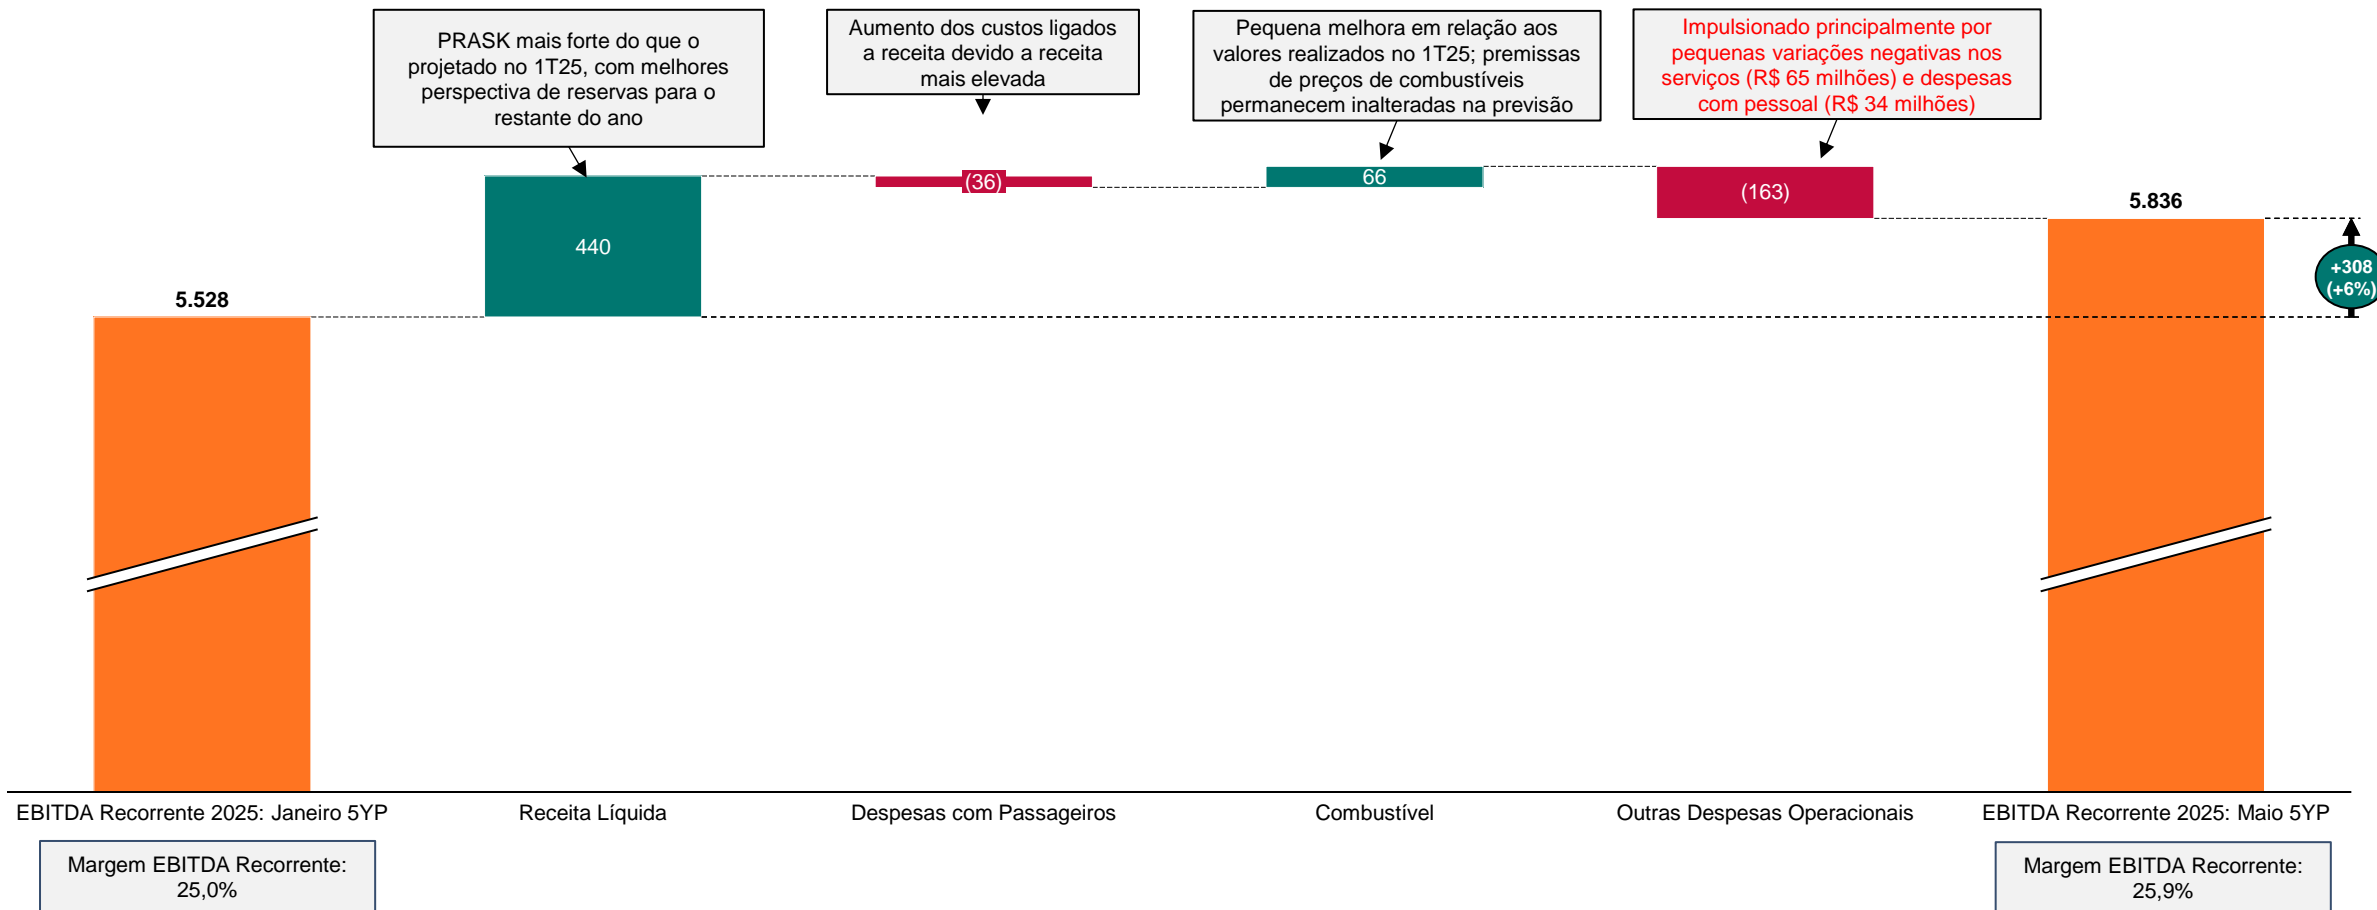 PRASK mais forte do que o
projetado no 1T25, com melhores
perspectiva de reservas para o
restante do ano
Aumento dos custos ligados
a receita devido a receita
mais elevada
Pequena melhora em relação aos
valores realizados no 1T25; premissas
de preços de combustíveis
permanecem inalteradas na previsão
Impulsionado principalmente por
pequenas variações negativas nos
serviços (R$ 65 milhões) e despesas
com pessoal (R$ 34 milhões)
5.528
440
(36)
66
(163)
5.836
+308
(+6%)
EBITDA Recorrente 2025: Janeiro 5YP
Receita Líquida
Despesas com Passageiros
Combustível
Outras Despesas Operacionais
EBITDA Recorrente 2025: Maio 5YP
Margem EBITDA Recorrente:
25,0%
Margem EBITDA Recorrente:
25,9%